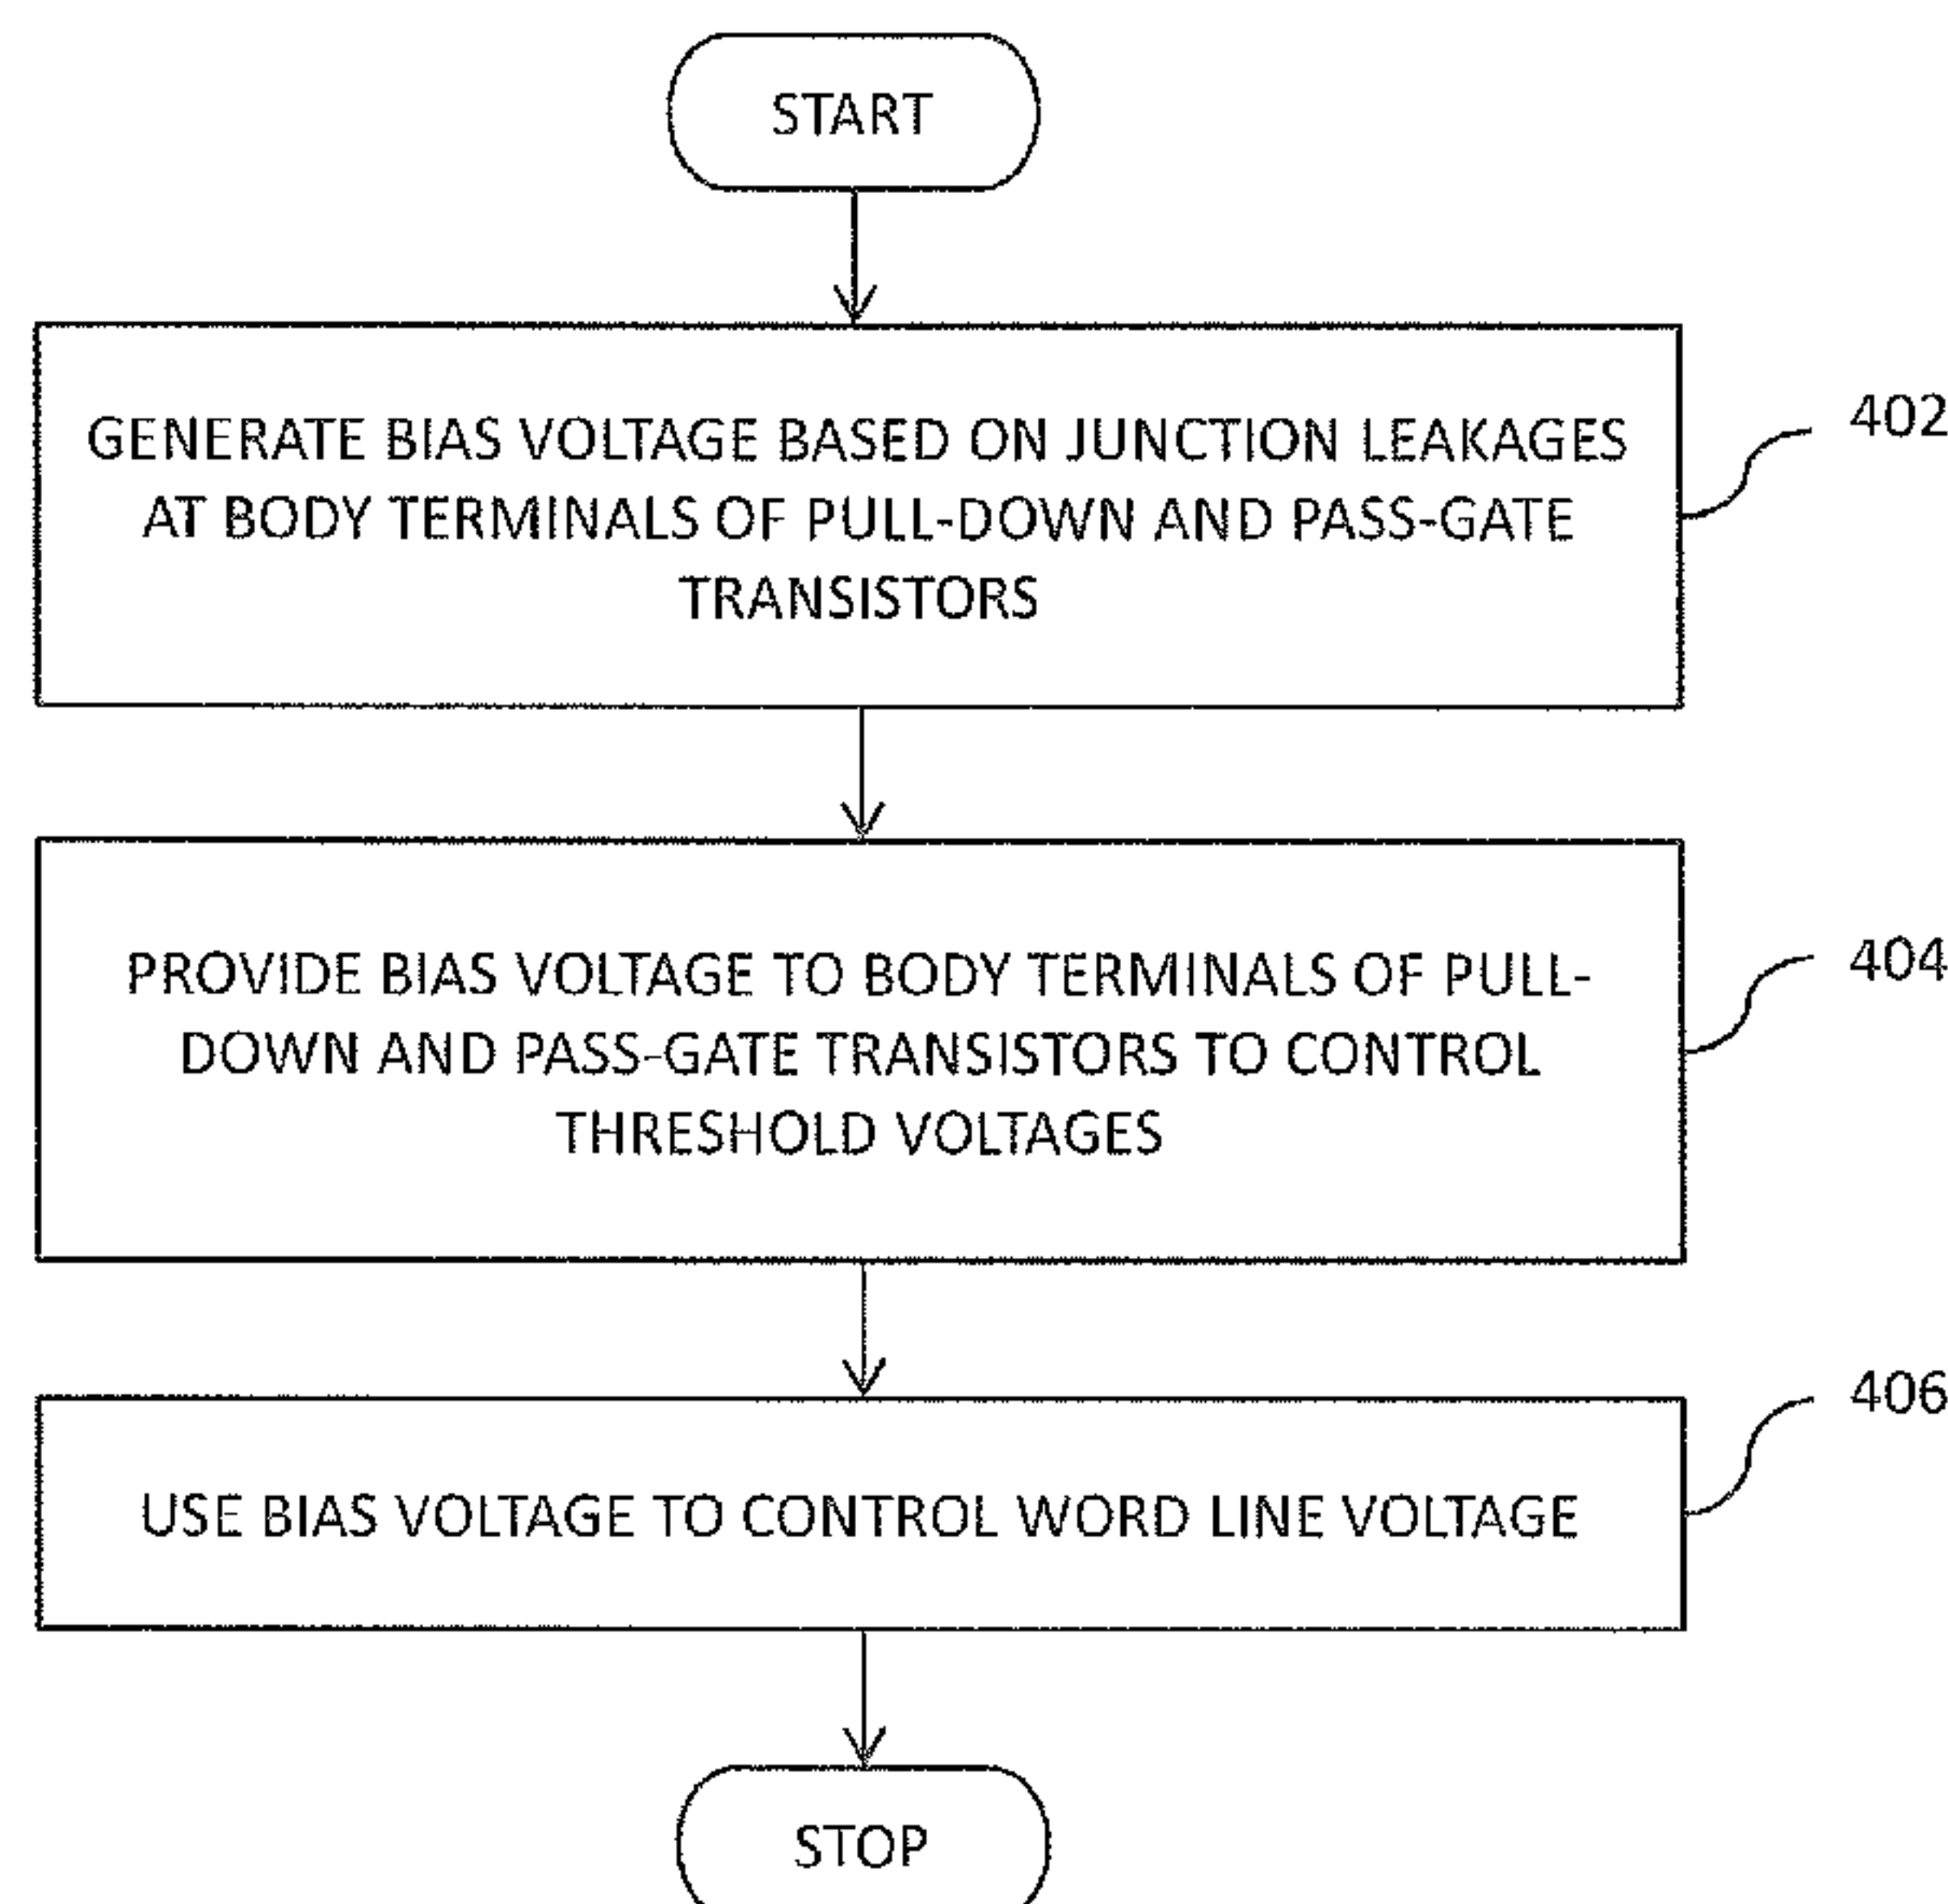 START
GENERATE BIAS VOLTAGE BASED ON JUNCTION LEAKAGES
AT BODY TERMINALS OF PULL-DOWN AND PASS-GATE
TRANSISTORS
402
PROVIDE BIAS VOLTAGE TO BODY TERMINALS OF PULL-
DOWN AND PASS-GATE TRANSISTORS TO CONTROL
THRESHOLD VOLTAGES
404
USE BIAS VOLTAGE TO CONTROL WORD LINE VOLTAGE
406
STOP